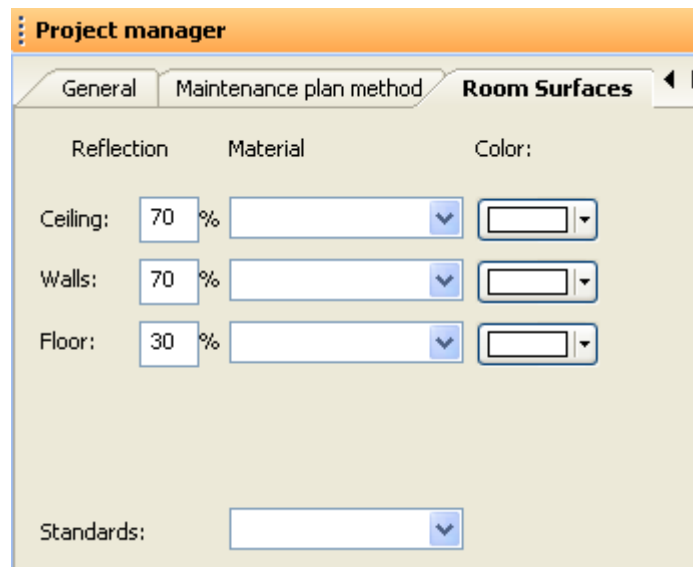 Project manager
General Maintenance plan method Room Surfaces
Reflection Material Color:
Ceiling: 70 %
Walls: 70 %
Floor: 30 %
Standards: